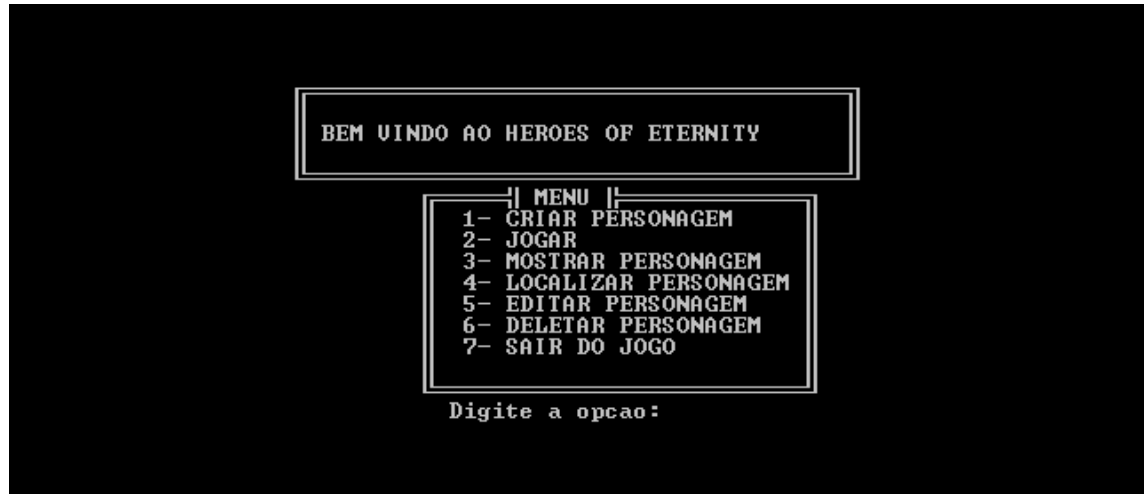 BEM VINDO AO HEROES OF ETERNITY
MENU
1- CRIAR PERSONAGEM
2- JOGAR
3- MOSTRAR PERSONAGEM
4- LOCALIZAR PERSONAGEM
5- EDITAR PERSONAGEM
6- DELETAR PERSONAGEM
7- SAIR DO JOGO
Digite a opcao: